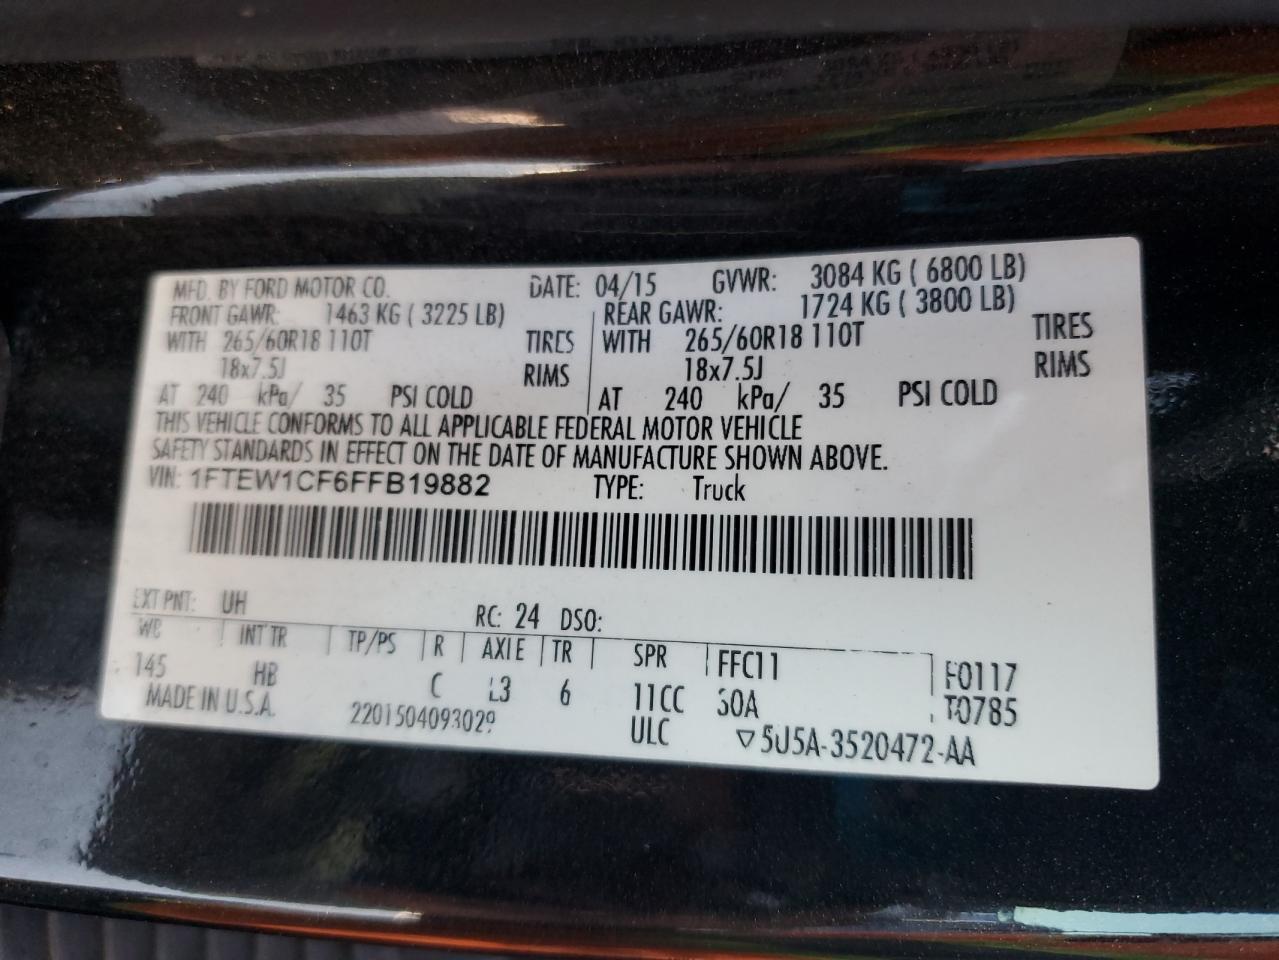 MFD. BY FORD MOTOR CO. DATE: 04/15 GVWR: 3084 KG ( 6800 LB)
FRONT GAWR: 1463 KG ( 3225 LB) REAR GAWR: 1724 KG ( 3800 LB)
WITH 265/60R18 110T TIRES WITH 265/60R18 110T TIRES
18x7.5J RIMS 18x7.5J RIMS
AT 240 kPa/ 35 PSI COLD AT 240 kPa/ 35 PSI COLD
THIS VEHICLE CONFORMS TO ALL APPLICABLE FEDERAL MOTOR VEHICLE
SAFETY STANDARDS IN EFFECT ON THE DATE OF MANUFACTURE SHOWN ABOVE.
VIN: 1FTEW1CF6FFB19882 TYPE: Truck
EXT PNT: UH RC: 24 DSO:
WB INT TR TP/PS R AXLE TR SPR FFC11 F0117
145 HB C L3 6 11CC 60A T0785
MADE IN U.S.A. 2201504093029 ULC ▽5U5A-3520472-AA